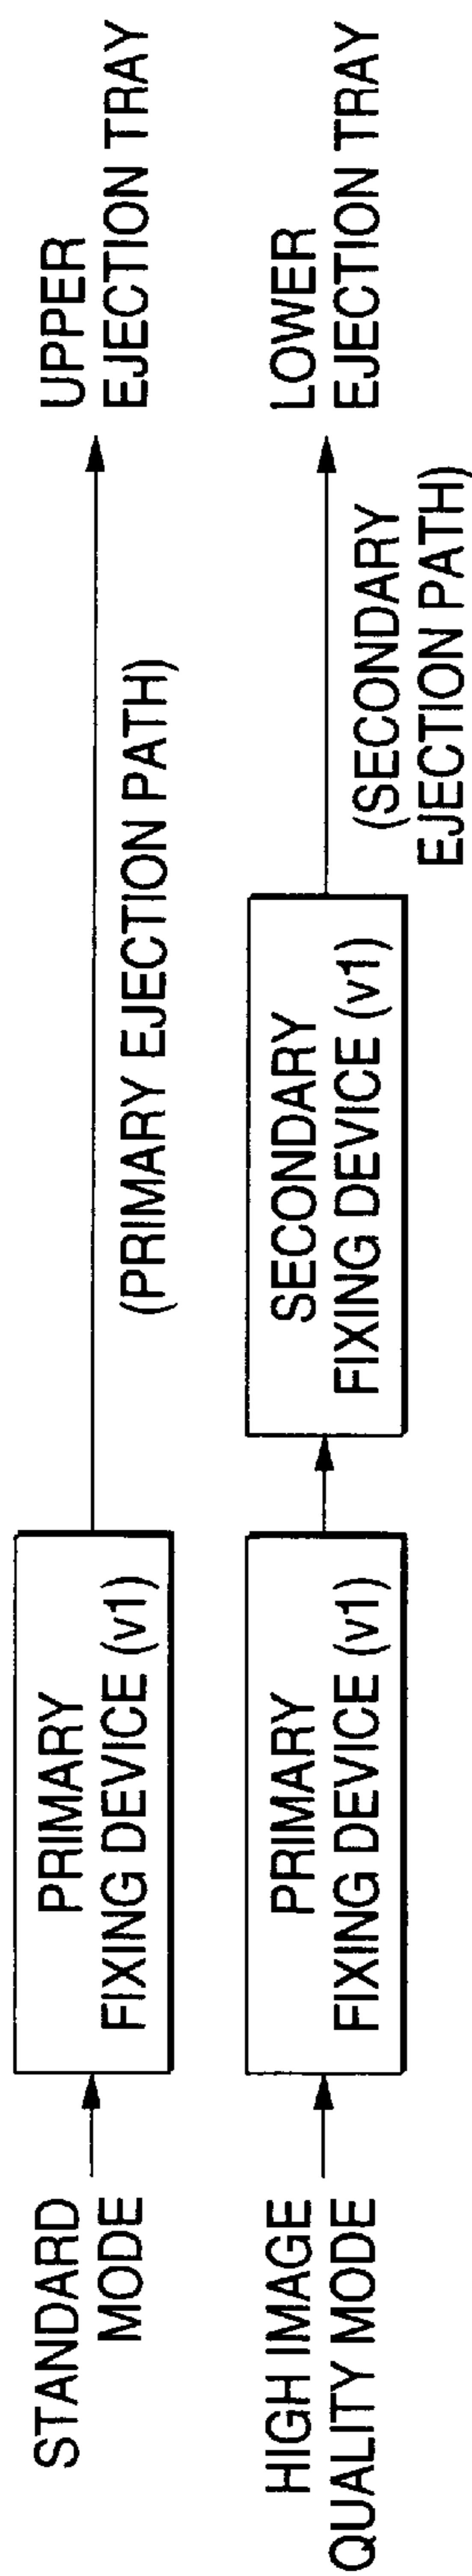 STANDARD
MODE
PRIMARY
FIXING DEVICE (v1)
(PRIMARY EJECTION PATH)
UPPER
EJECTION TRAY
HIGH IMAGE
QUALITY MODE
PRIMARY
FIXING DEVICE (v1)
SECONDARY
FIXING DEVICE (v1)
(SECONDARY
EJECTION PATH)
LOWER
EJECTION TRAY